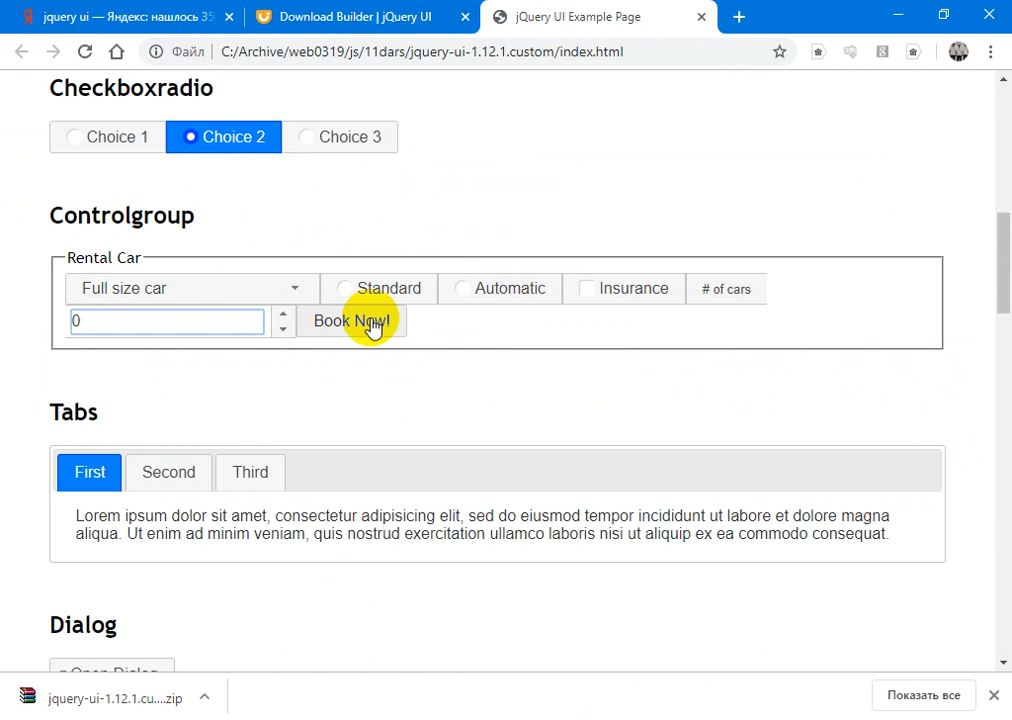 jquery ui — Яндекс: нашлось 35
Download Builder | jQuery UI
jQuery UI Example Page
Файл | C:/Archive/web0319/js/11dars/jquery-ui-1.12.1.custom/index.html
Checkboxradio
Choice 1 Choice 2 Choice 3
Controlgroup
Rental Car
Full size car Standard Automatic Insurance # of cars
0 Book Now!
Tabs
First Second Third
Lorem ipsum dolor sit amet, consectetur adipisicing elit, sed do eiusmod tempor incididunt ut labore et dolore magna
aliqua. Ut enim ad minim veniam, quis nostrud exercitation ullamco laboris nisi ut aliquip ex ea commodo consequat.
Dialog
Open Dialog
jquery-ui-1.12.1.cu....zip
Показать все